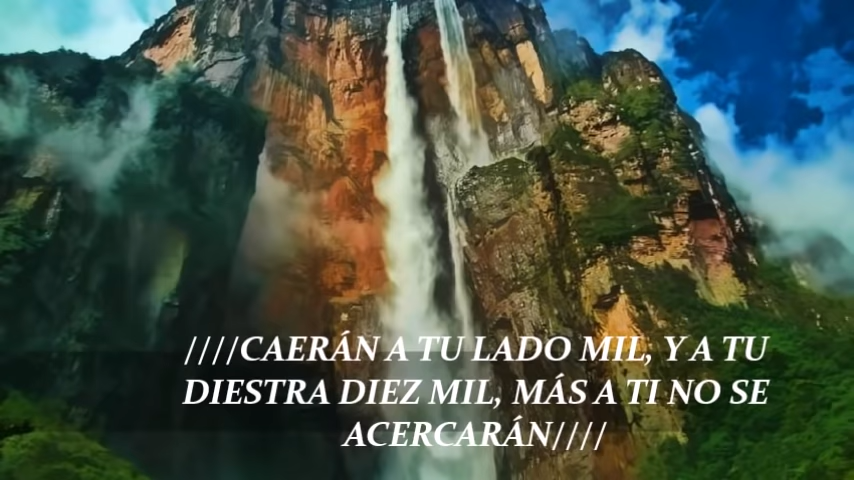 ////CAERÁN A TU LADO MIL, Y A TU
DIESTRA DIEZ MIL, MÁS A TI NO SE
ACERCARÁN////